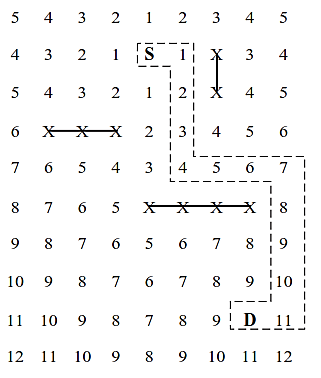 5 4 3 2 1 2 3 4 5
4 3 2 1 S 1 X 3 4
5 4 3 2 1 2 X 4 5
6 X X X 2 3 4 5 6
7 6 5 4 3 4 5 6 7
8 7 6 5 X X X X 8
9 8 7 6 5 6 7 8 9
10 9 8 7 6 7 8 9 10
11 10 9 8 7 8 9 D 11
12 11 10 9 8 9 10 11 12